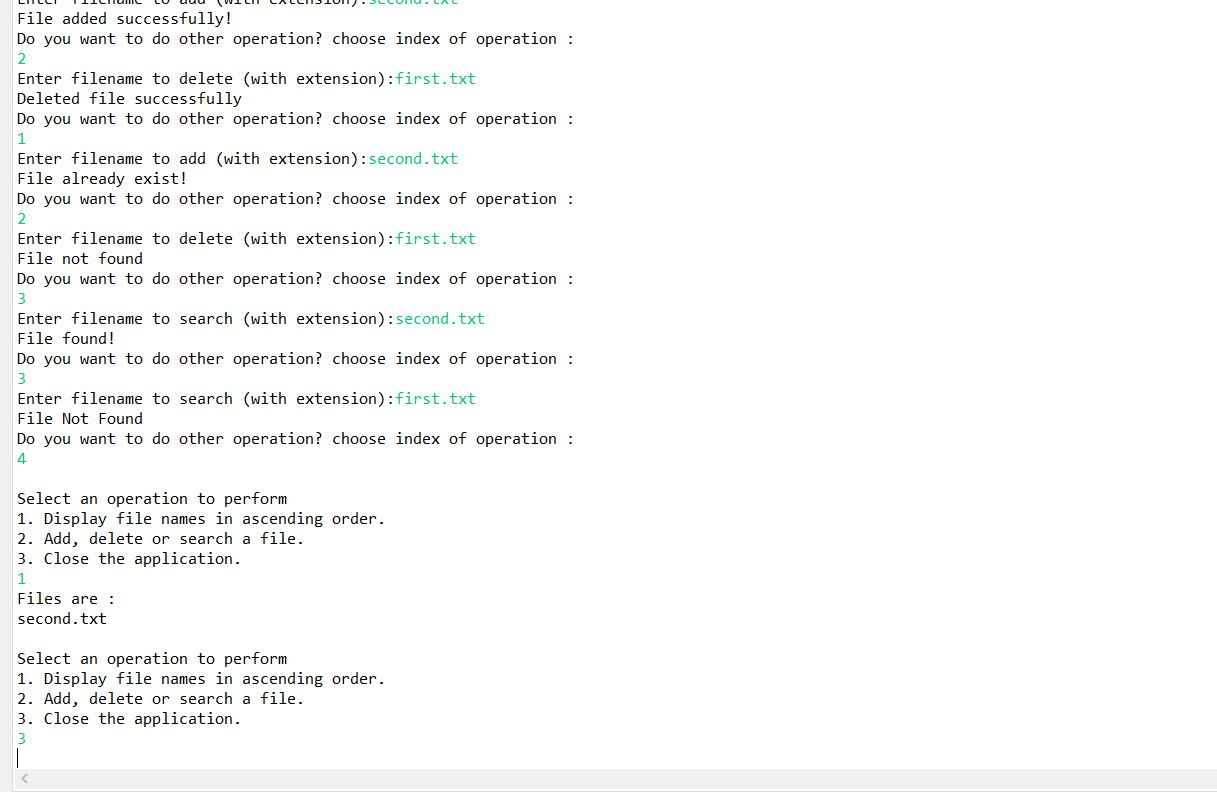 Enter filename to add (with extension):second.txt
File added successfully!
Do you want to do other operation? choose index of operation :
2
Enter filename to delete (with extension):first.txt
Deleted file successfully
Do you want to do other operation? choose index of operation :
1
Enter filename to add (with extension):second.txt
File already exist!
Do you want to do other operation? choose index of operation :
2
Enter filename to delete (with extension):first.txt
File not found
Do you want to do other operation? choose index of operation :
3
Enter filename to search (with extension):second.txt
File found!
Do you want to do other operation? choose index of operation :
3
Enter filename to search (with extension):first.txt
File Not Found
Do you want to do other operation? choose index of operation :
4
Select an operation to perform
1. Display file names in ascending order.
2. Add, delete or search a file.
3. Close the application.
1
Files are :
second.txt
Select an operation to perform
1. Display file names in ascending order.
2. Add, delete or search a file.
3. Close the application.
3